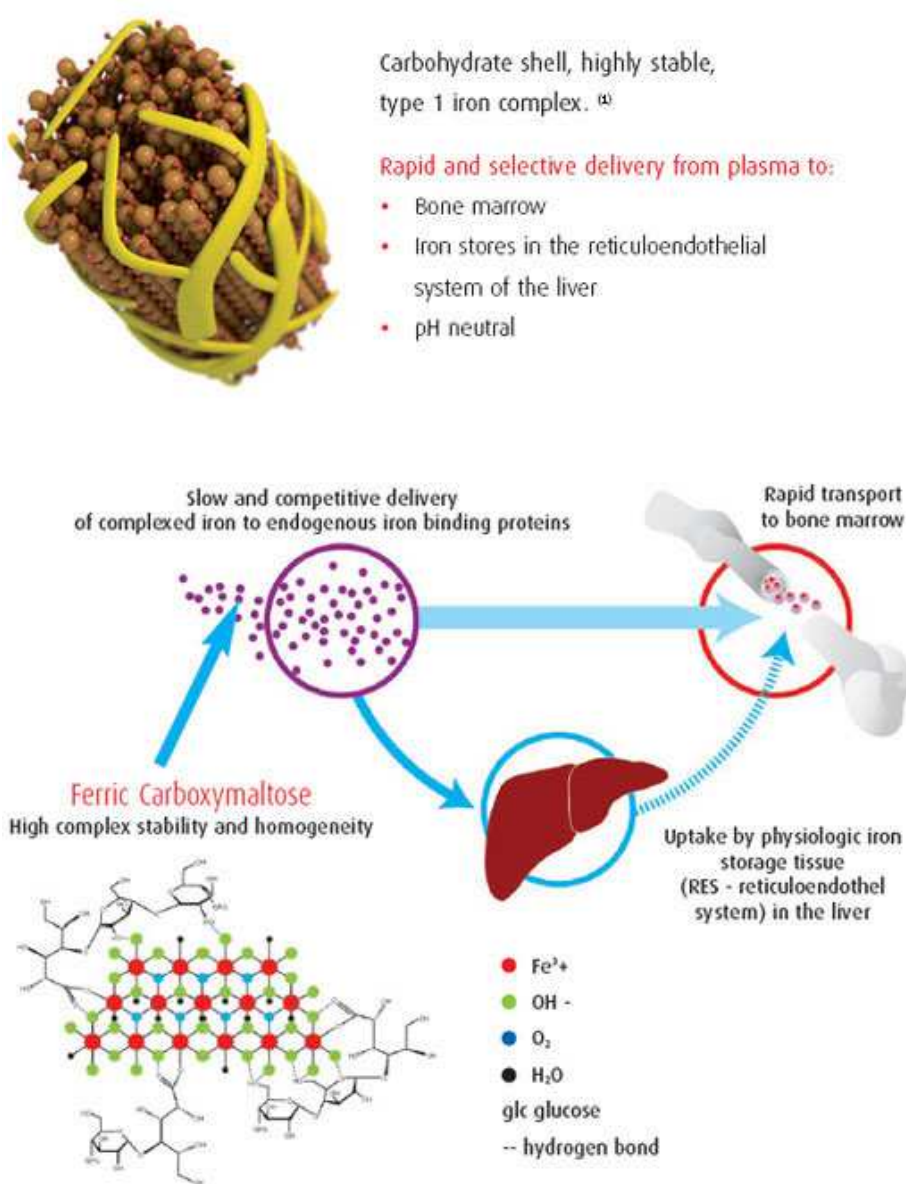 Carbohydrate shell, highly stable,
type 1 iron complex. (1)
Rapid and selective delivery from plasma to:
• Bone marrow
• Iron stores in the reticuloendothelial
system of the liver
• pH neutral
Slow and competitive delivery
of complexed iron to endogenous iron binding proteins
Rapid transport
to bone marrow
Ferric Carboxymaltose
High complex stability and homogeneity
Uptake by physiologic iron
storage tissue
(RES - reticuloendothel
system) in the liver
Fe³+
OH -
O₂
H₂O
glc glucose
-- hydrogen bond